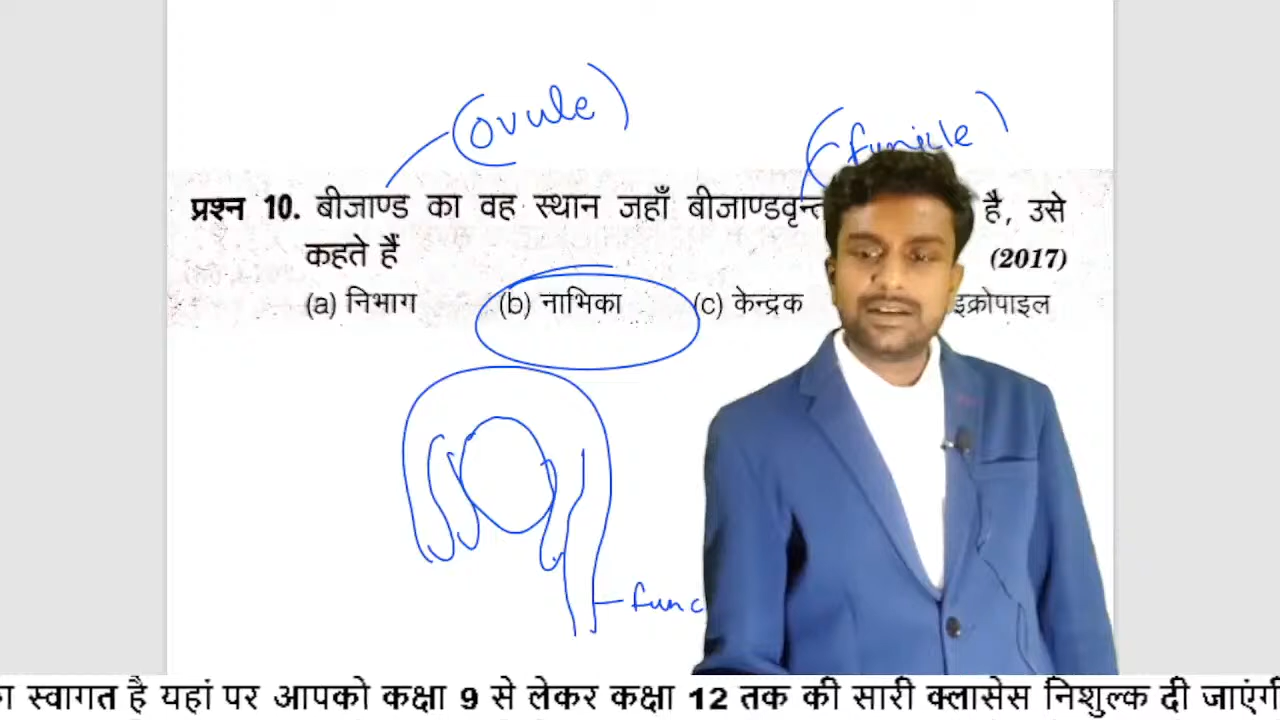 (ovule)
(funicle)
प्रश्न 10. बीजाण्ड का वह स्थान जहाँ बीजाण्डवृन्त है, उसे
कहते हैं (2017)
(a) निभाग (b) नाभिका (c) केन्द्रक इक्रोपाइल
func
स्वागत है यहां पर आपको कक्षा 9 से लेकर कक्षा 12 तक की सारी क्लासेस निशुल्क दी जाएंगी